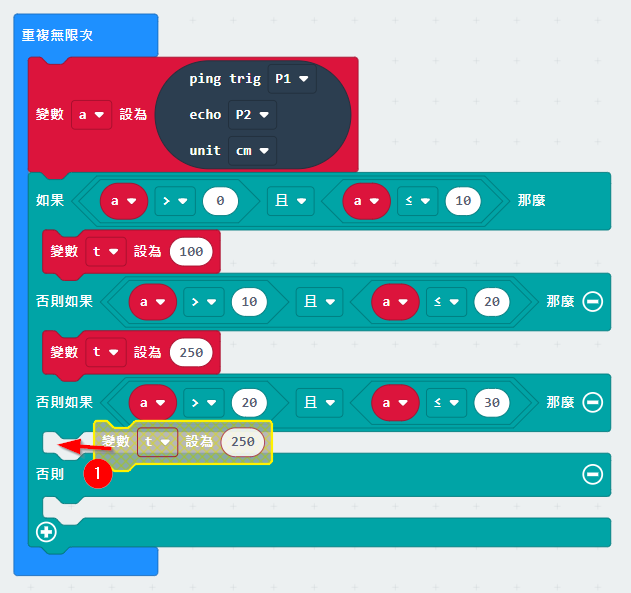 重複無限次
ping trig P1
變數 a 設為 echo P2
unit cm
如果 a > 0 且 a ≤ 10 那麼
變數 t 設為 100
否則如果 a > 10 且 a ≤ 20 那麼
變數 t 設為 250
否則如果 a > 20 且 a ≤ 30 那麼
變數 t 設為 250
否則 1